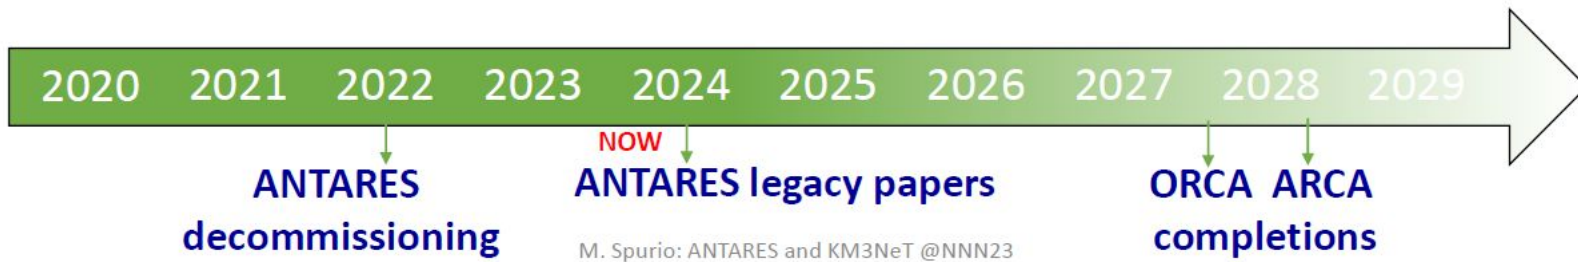 2020 2021 2022 2023 2024 2025 2026 2027 2028 2029
NOW
ANTARES
decommissioning
ANTARES legacy papers
ORCA ARCA
completions
M. Spurio: ANTARES and KM3NeT @NNN23